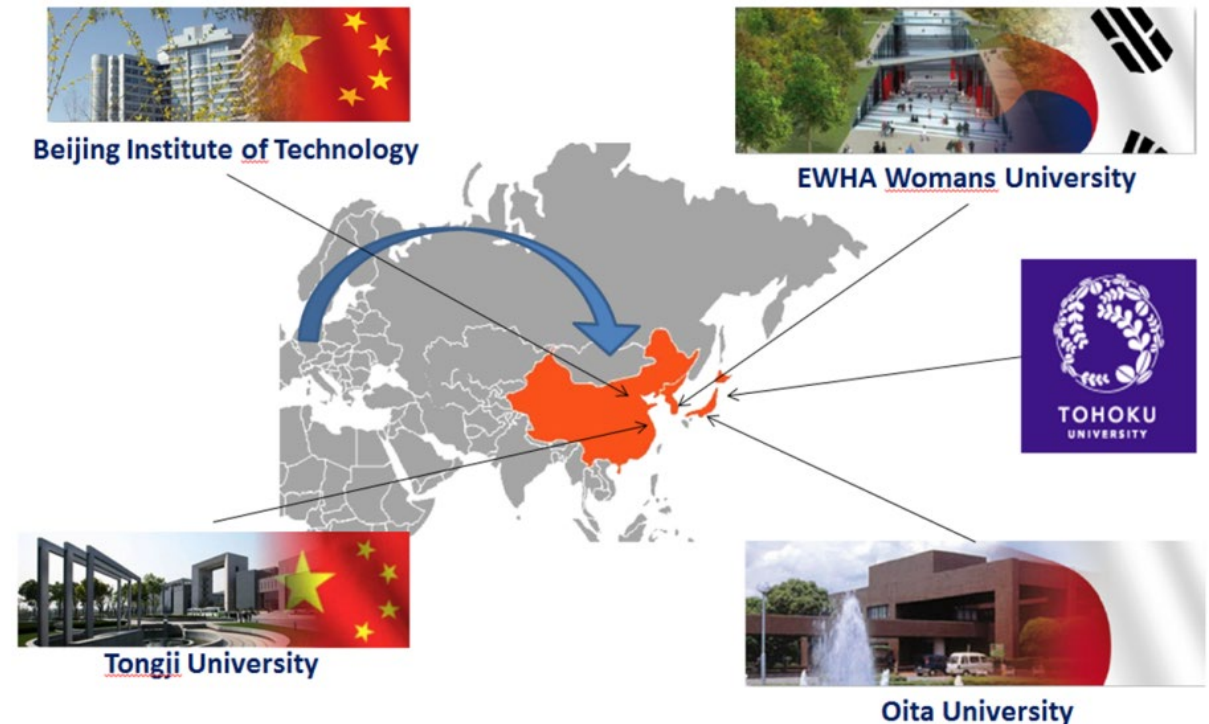 Beijing Institute of Technology
EWHA Womans University
TOHOKU
UNIVERSITY
Tongji University
Oita University